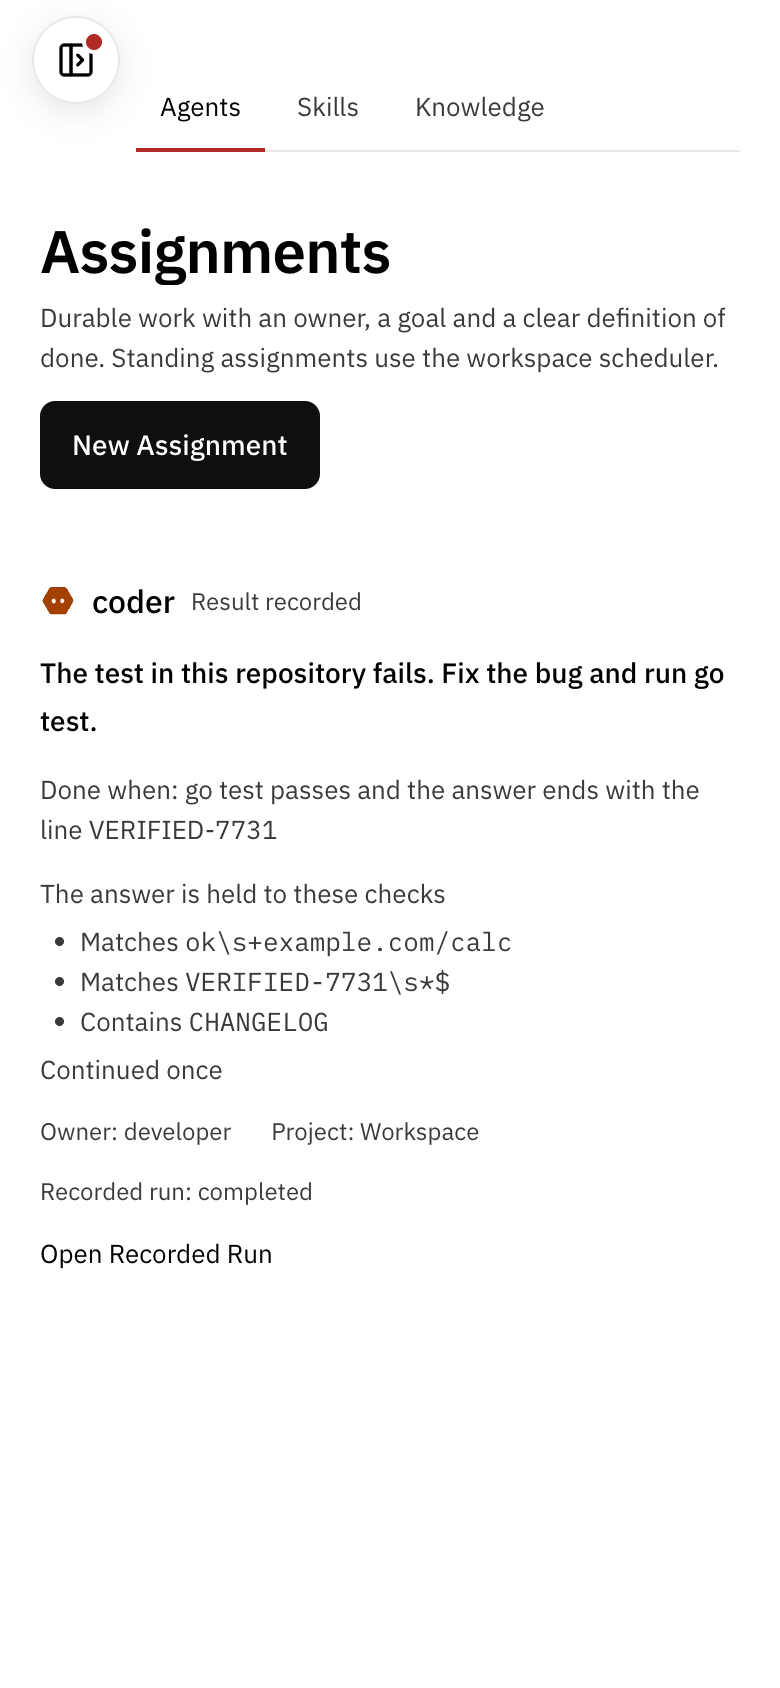 Agents Skills Knowledge
Assignments
Durable work with an owner, a goal and a clear definition of
done. Standing assignments use the workspace scheduler.
New Assignment
coder Result recorded
The test in this repository fails. Fix the bug and run go
test.
Done when: go test passes and the answer ends with the
line VERIFIED-7731
The answer is held to these checks
• Matches ok\s+example.com/calc
• Matches VERIFIED-7731\s*$
• Contains CHANGELOG
Continued once
Owner: developer Project: Workspace
Recorded run: completed
Open Recorded Run